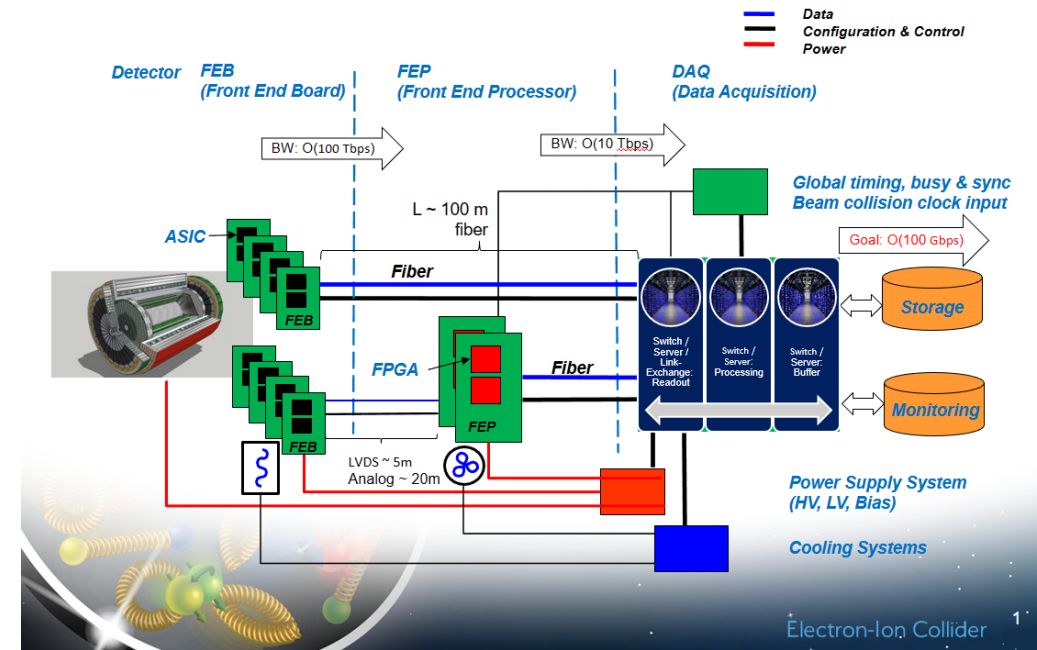 Data
Configuration & Control
Power
Detector
FEB
(Front End Board)
FEP
(Front End Processor)
DAQ
(Data Acquisition)
BW: O(100 Tbps)
BW: O(10 Tbps)
Global timing, busy & sync
Beam collision clock input
L ~ 100 m
fiber
ASIC
Goal: O(100 Gbps)
Fiber
FEB
Storage
Switch /
Server /
Link-
Exchange:
Readout
Switch /
Server:
Processing
Switch /
Server:
Buffer
FPGA
Fiber
FEP
Monitoring
FEB
LVDS ~ 5m
Analog ~ 20m
Power Supply System
(HV, LV, Bias)
Cooling Systems
Electron-Ion Collider
1